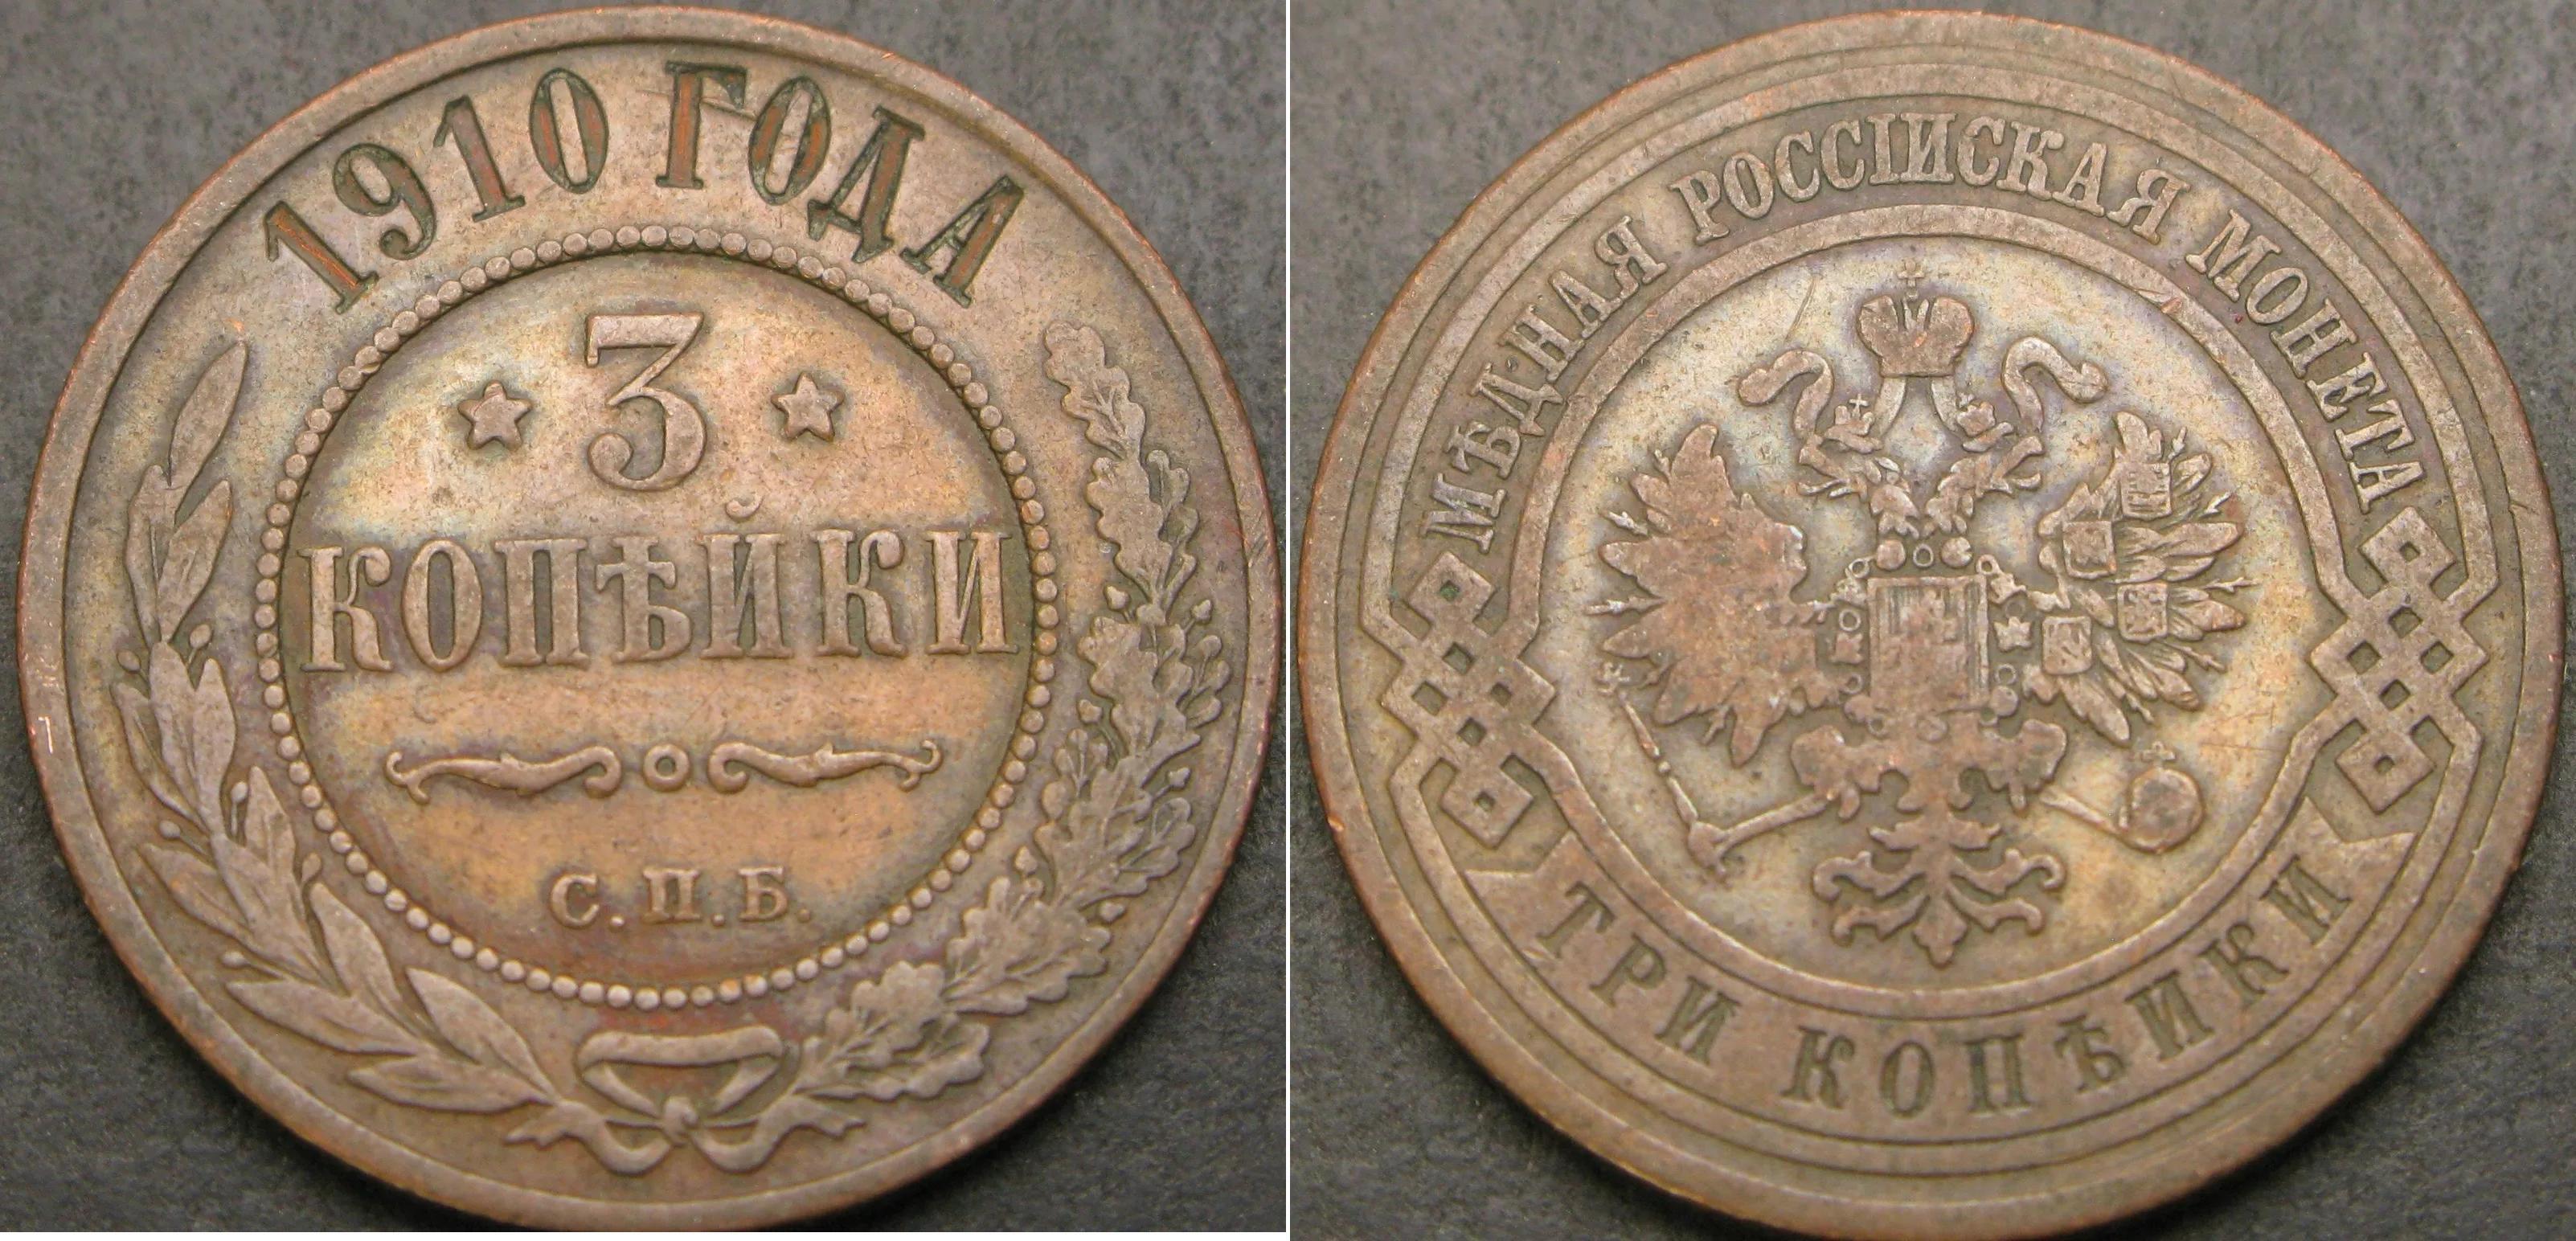 1910 ГОДА
3
КОПѢЙКИ
С.П.Б.
МѢДНАЯ РОССІЙСКАЯ МОНЕТА
ТРИ КОПѢЙКИ